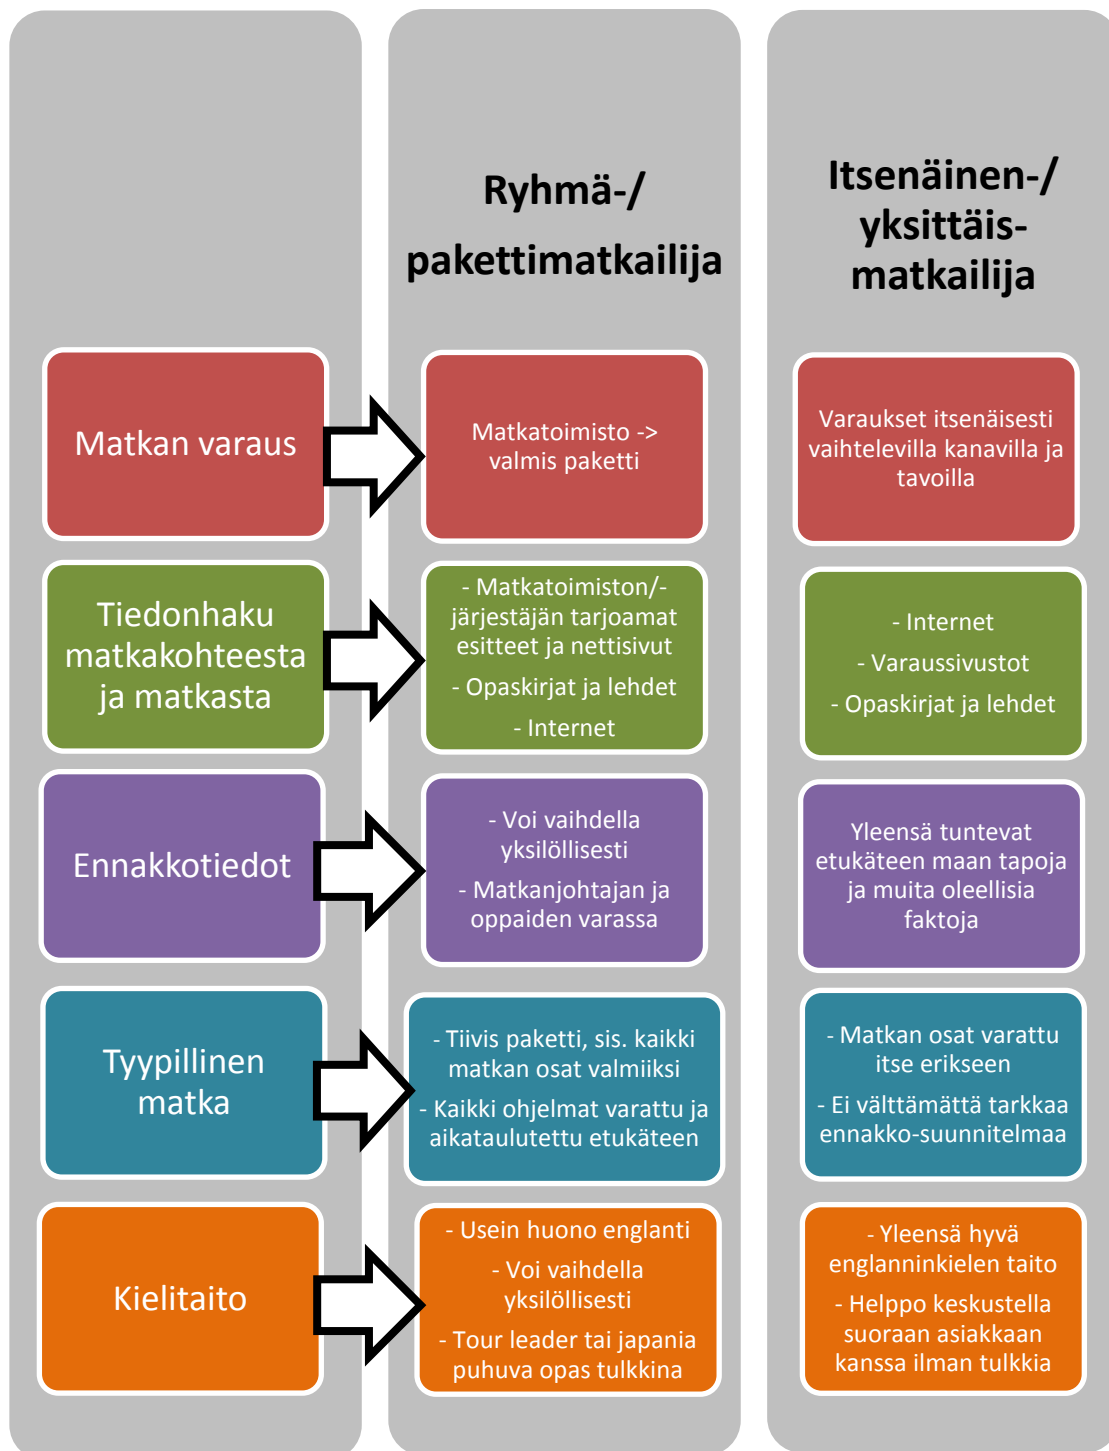 Ryhmä-/
pakettimatkailija
Itsenäinen-/
yksittäis-
matkailija
Matkan varaus
Matkatoimisto ->
valmis paketti
Varaukset itsenäisesti
vaihtelevilla kanavilla ja
tavoilla
Tiedonhaku
matkakohteesta
ja matkasta
- Matkatoimiston/-
järjestäjän tarjoamat
esitteet ja nettisivut
- Opaskirjat ja lehdet
- Internet
- Internet
- Varaussivustot
- Opaskirjat ja lehdet
Ennakkotiedot
- Voi vaihdella
yksilöllisesti
- Matkanjohtajan ja
oppaiden varassa
Yleensä tuntevat
etukäteen maan tapoja
ja muita oleellisia
faktoja
Tyypillinen
matka
- Tiivis paketti, sis. kaikki
matkan osat valmiiksi
- Kaikki ohjelmat varattu ja
aikataulutettu etukäteen
- Matkan osat varattu
itse erikseen
- Ei välttämättä tarkkaa
ennakko-suunnitelmaa
Kielitaito
- Usein huono englanti
- Voi vaihdella
yksilöllisesti
- Tour leader tai japania
puhuva opas tulkkina
- Yleensä hyvä
englanninkielen taito
- Helppo keskustella
suoraan asiakkaan
kanssa ilman tulkkia